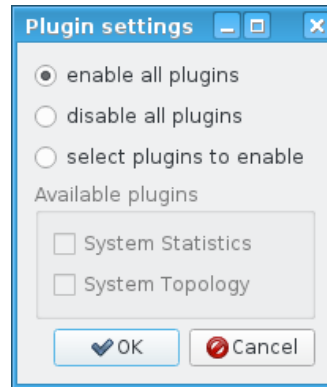 Plugin settings
enable all plugins
disable all plugins
select plugins to enable
Available plugins
System Statistics
System Topology
OK Cancel